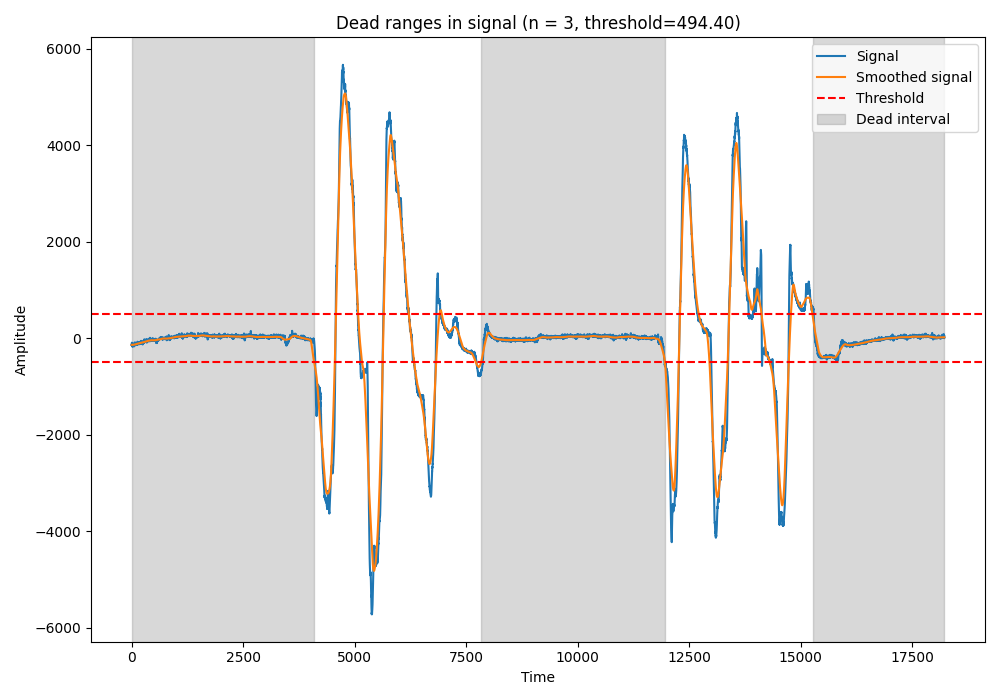 Dead ranges in signal (n = 3, threshold=494.40)
Signal
Smoothed signal
Threshold
Dead interval
6000
4000
2000
0
−2000
−4000
−6000
Amplitude
0
2500
5000
7500
10000
12500
15000
17500
Time